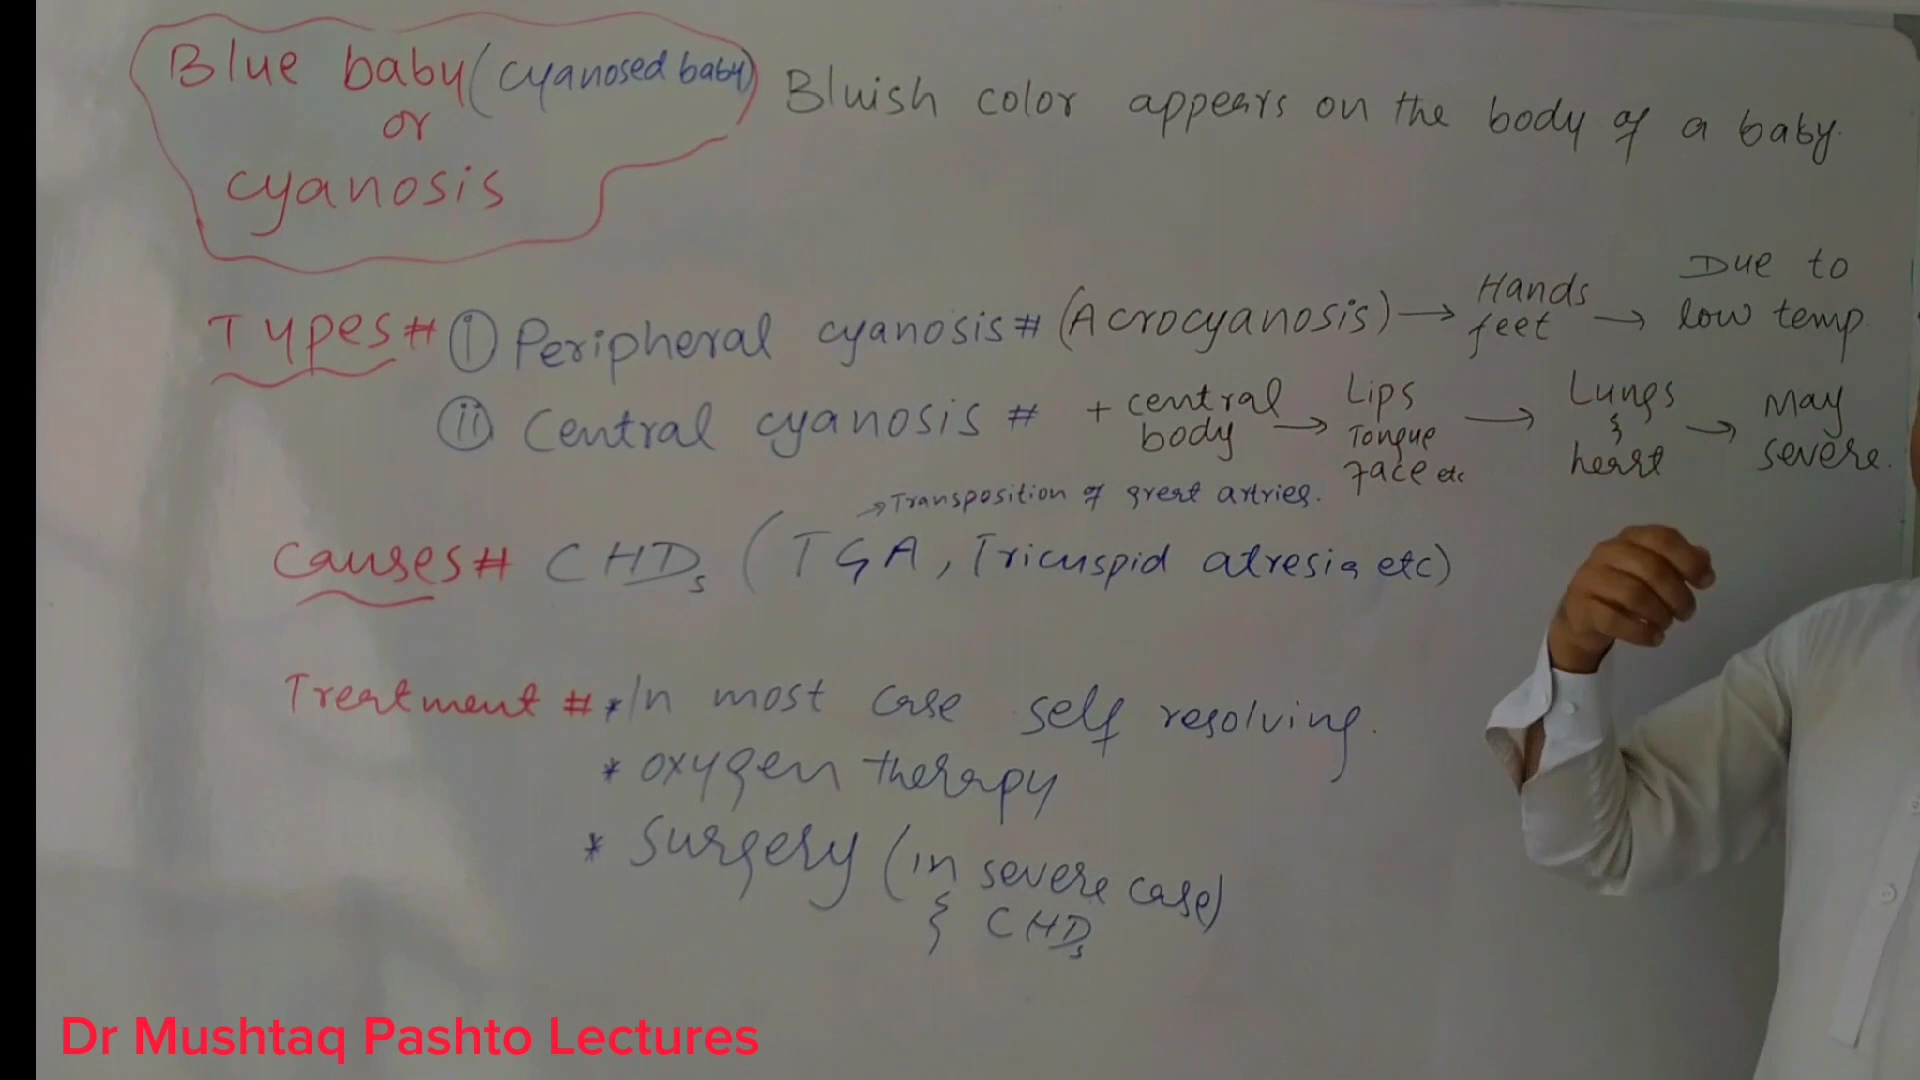 Blue baby (cyanosed baby)
or
cyanosis
Bluish color appears on the body of a baby.
Types # (i) Peripheral cyanosis # (Acrocyanosis) → Hands feet → Due to low temp.
(ii) Central cyanosis # + central body → Lips Tongue Face etc → Lungs & heart → May severe.
→ Transposition of great artries.
Causes # CHDs (TGA, Tricuspid atresia etc)
Treatment # * In most case self resolving.
* oxygen therapy
* Surgery (in severe case)
& CHDs
Dr Mushtaq Pashto Lectures